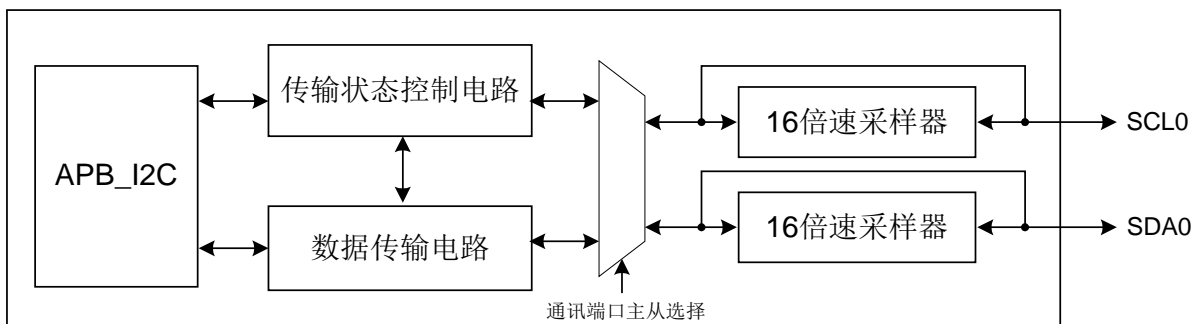 传输状态控制电路
16倍速采样器
SCL0
APB_I2C
数据传输电路
16倍速采样器
SDA0
通讯端口主从选择